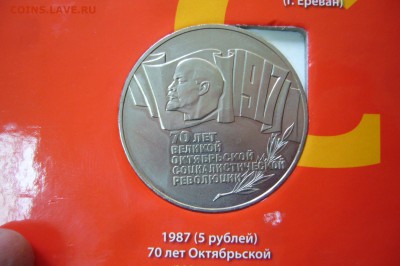 COINS.LAVE.RU
(г. Ереван)
1917
70 ЛЕТ
ВЕЛИКОЙ
ОКТЯБРЬСКОЙ
СОЦИАЛИСТИЧЕСКОЙ
РЕВОЛЮЦИИ
1987 (5 рублей)
70 лет Октябрьской